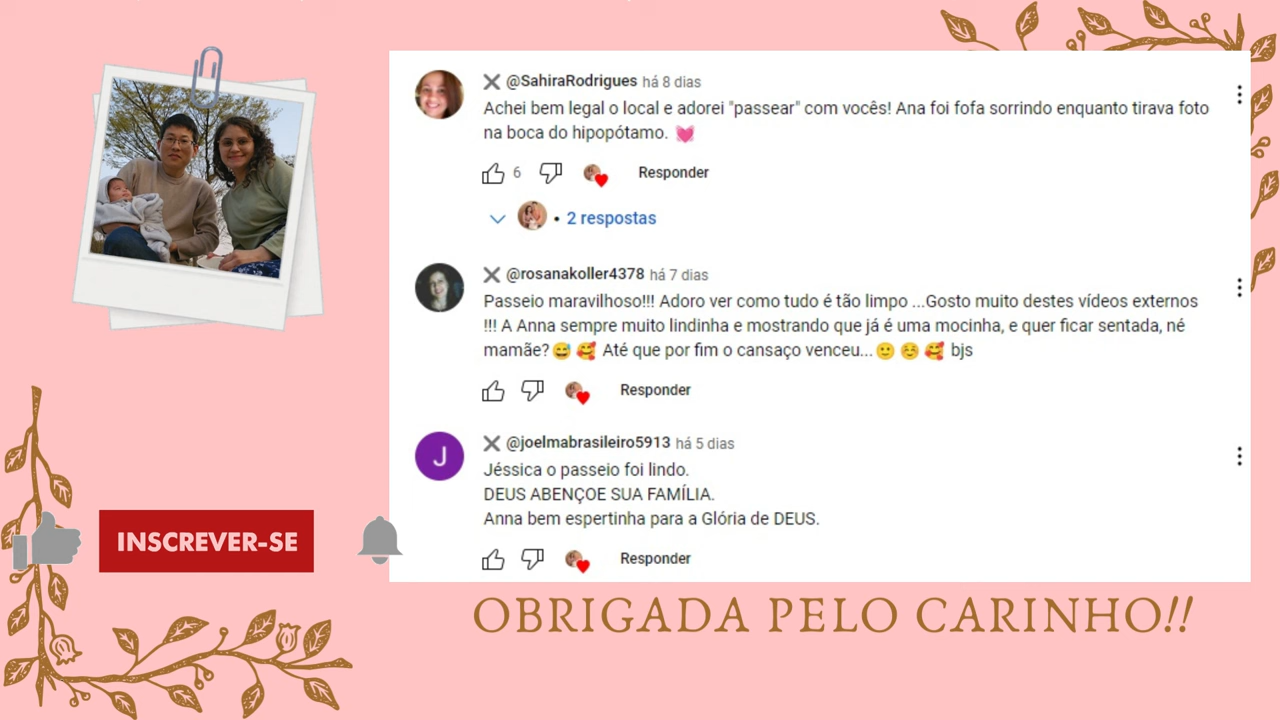 @SahiraRodrigues há 8 dias
Achei bem legal o local e adorei "passear" com vocês! Ana foi fofa sorrindo enquanto tirava foto
na boca do hipopótamo. 💓
6 Responder
• 2 respostas
@rosanakoller4378 há 7 dias
Passeio maravilhoso!!! Adoro ver como tudo é tão limpo ...Gosto muito destes vídeos externos
!!! A Anna sempre muito lindinha e mostrando que já é uma mocinha, e quer ficar sentada, né
mamãe?😅 🥰 Até que por fim o cansaço venceu...🙂 ☺️ 🥰 bjs
Responder
J
@joelmabrasileiro5913 há 5 dias
Jéssica o passeio foi lindo.
DEUS ABENÇOE SUA FAMÍLIA.
Anna bem espertinha para a Glória de DEUS.
Responder
INSCREVER-SE
OBRIGADA PELO CARINHO!!